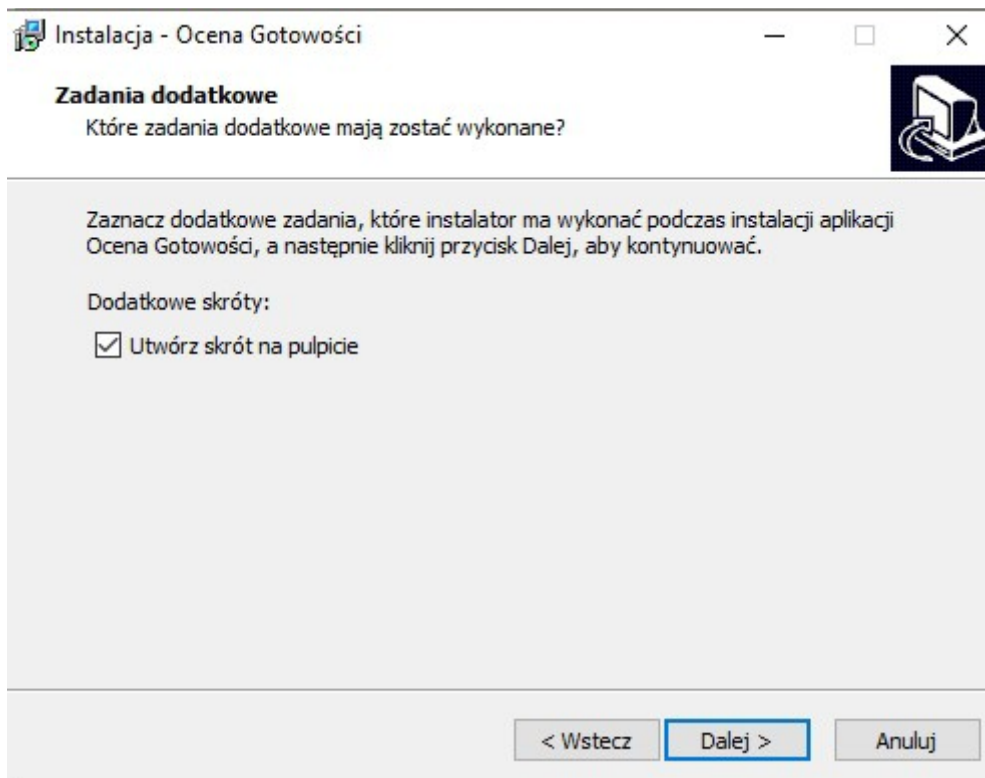 Instalacja - Ocena Gotowości
Zadania dodatkowe
Które zadania dodatkowe mają zostać wykonane?
Zaznacz dodatkowe zadania, które instalator ma wykonać podczas instalacji aplikacji
Ocena Gotowości, a następnie kliknij przycisk Dalej, aby kontynuować.
Dodatkowe skróty:
Utwórz skrót na pulpicie
< Wstecz
Dalej >
Anuluj